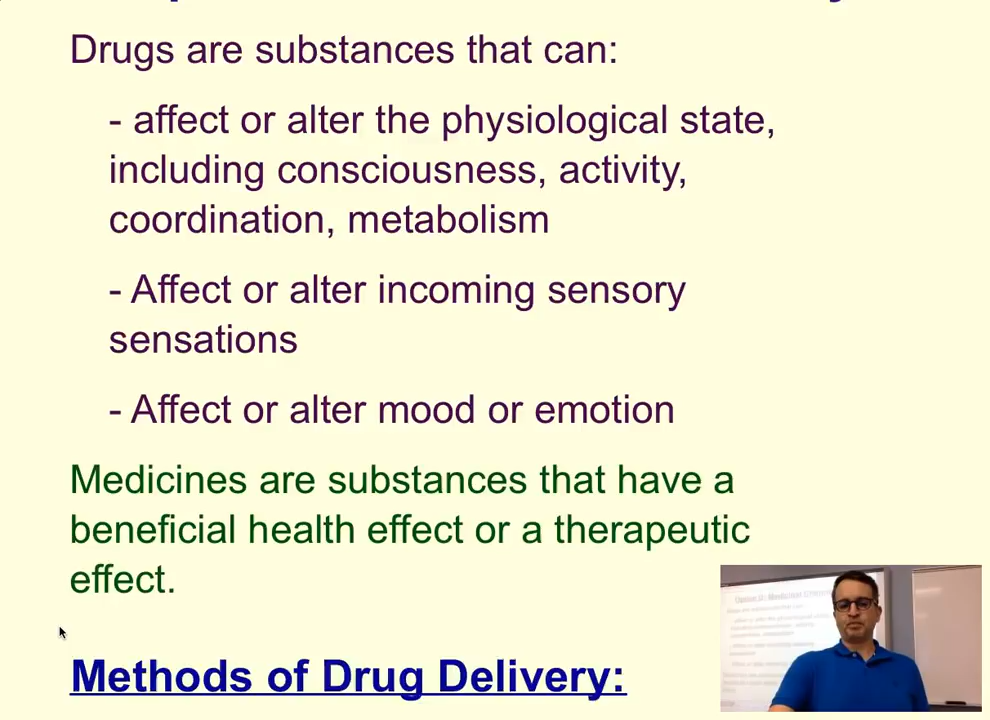 Drugs are substances that can:
- affect or alter the physiological state,
including consciousness, activity,
coordination, metabolism
- Affect or alter incoming sensory
sensations
- Affect or alter mood or emotion
Medicines are substances that have a
beneficial health effect or a therapeutic
effect.
Methods of Drug Delivery: